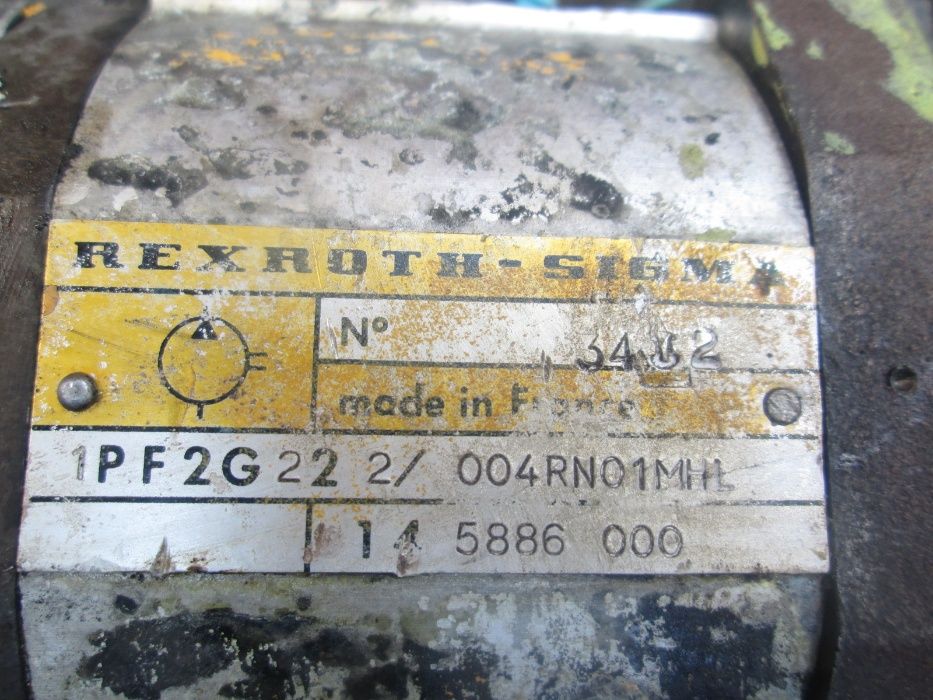 REXROTH-SIGMA
N°
made in France
1PF2G22 2/ 004RN01MHL
14 5886 000